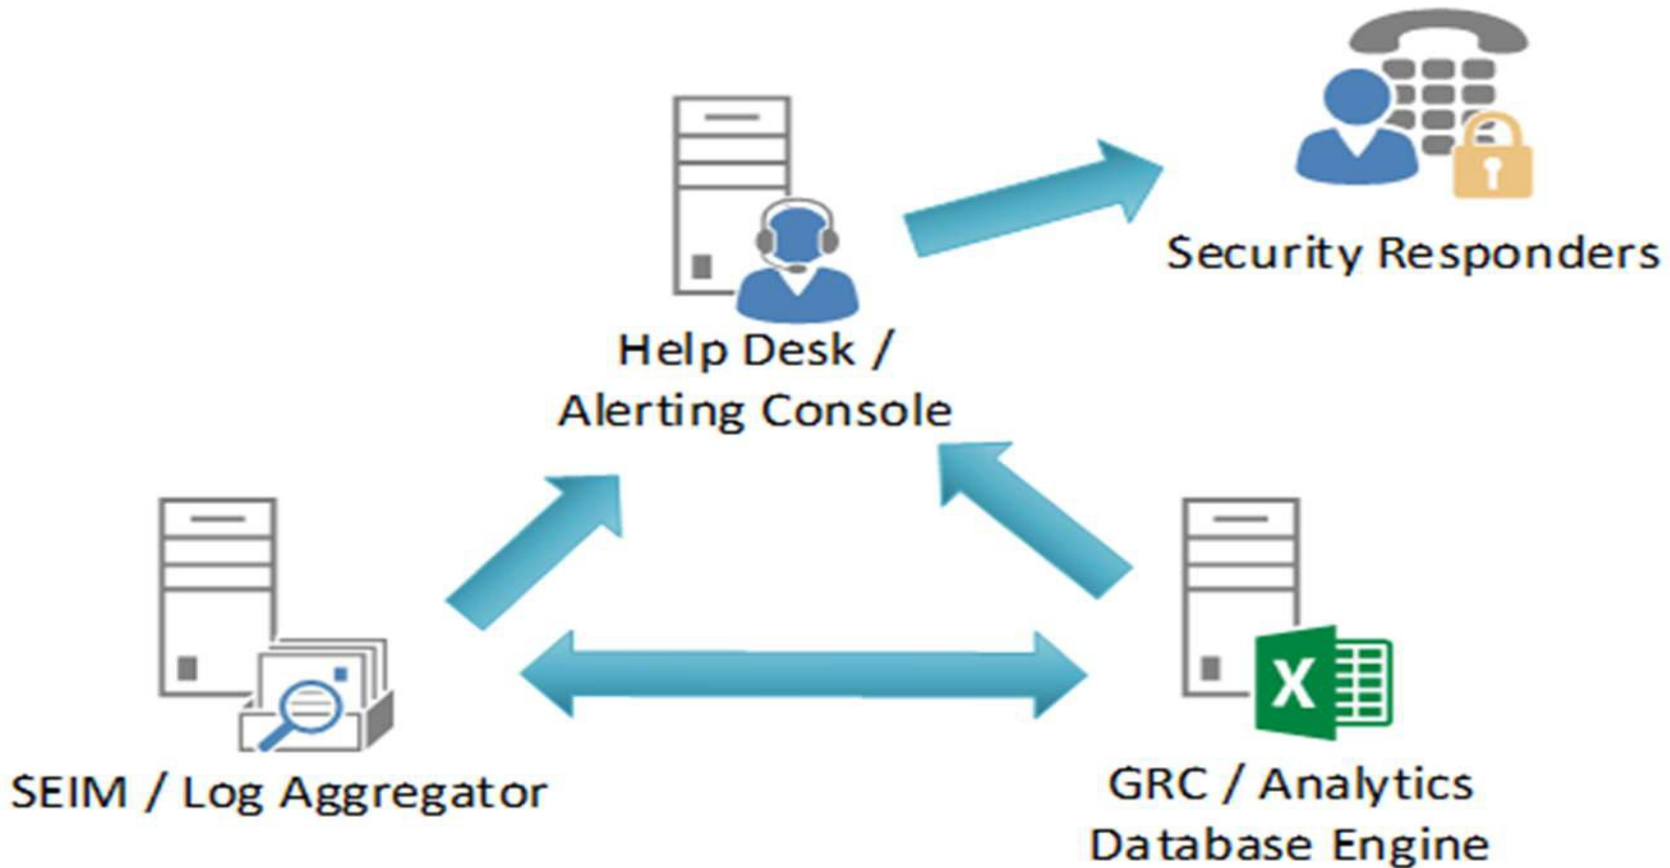 Security Responders
Help Desk /
Alerting Console
SEIM / Log Aggregator
X
GRC / Analytics
Database Engine